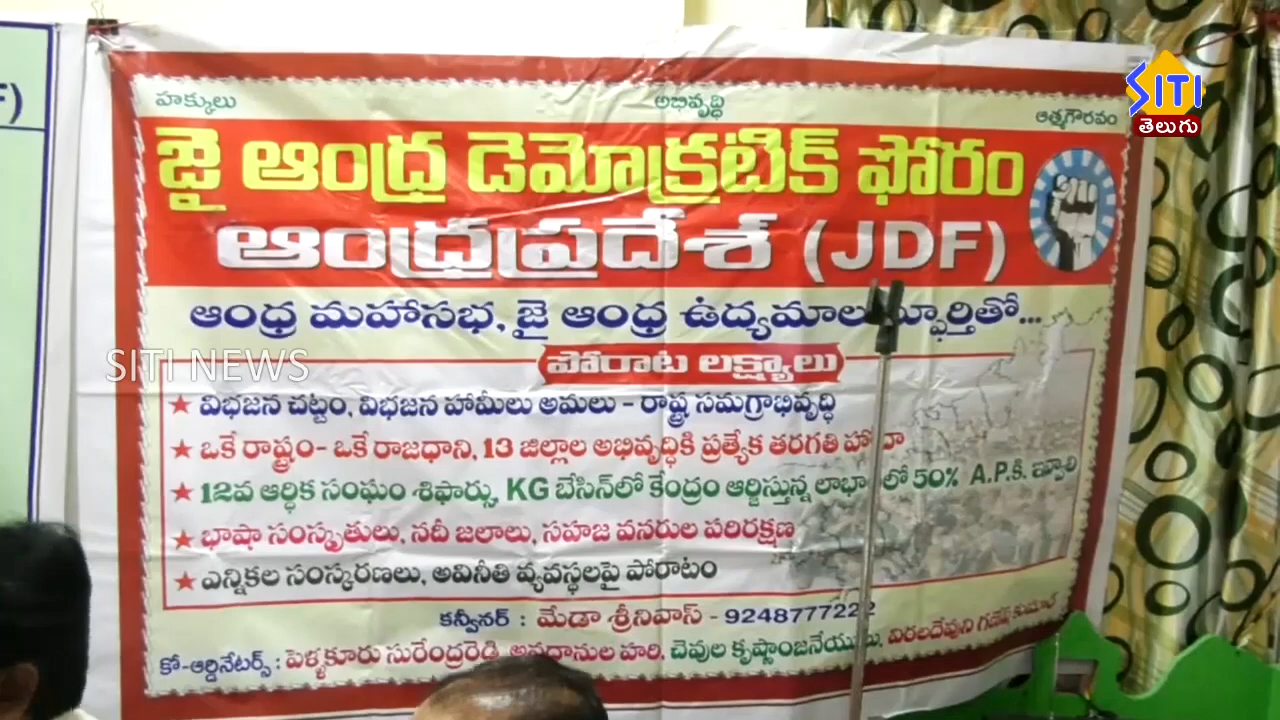 SITI
తెలుగు
F)
హక్కులు అభివృద్ధి ఆత్మగౌరవం
జై ఆంధ్ర డెమోక్రటిక్ ఫోరం
ఆంధ్రప్రదేశ్ (JDF)
ఆంధ్ర మహాసభ, జై ఆంధ్ర ఉద్యమాల స్ఫూర్తితో...
SITI NEWS
పోరాట లక్ష్యాలు
★ విభజన చట్టం, విభజన హామీలు అమలు - రాష్ట్ర సమగ్రాభివృద్ధి
★ ఒకే రాష్ట్రం- ఒకే రాజధాని, 13 జిల్లాల అభివృద్ధికి ప్రత్యేక తరగతి హోదా
★ 12వ ఆర్థిక సంఘం శిఫార్సు, KG బేసిన్‌లో కేంద్రం ఆర్జిస్తున్న లాభాలలో 50% A.P.కి. ఇవ్వాలి
★ భాషా సంస్కృతులు, నదీ జలాలు, సహజ వనరుల పరిరక్షణ
★ ఎన్నికల సంస్కరణలు, అవినీతి వ్యవస్థలపై పోరాటం
కన్వీనర్ : మేడా శ్రీనివాస్ - 9248777222
కో-ఆర్డినేటర్స్ : పెళ్ళకూరు సురేంద్రరెడ్డి, హరి, చెవుల కృష్ణాంజనేయులు, విరలదేవుని గణేష్ కుమార్